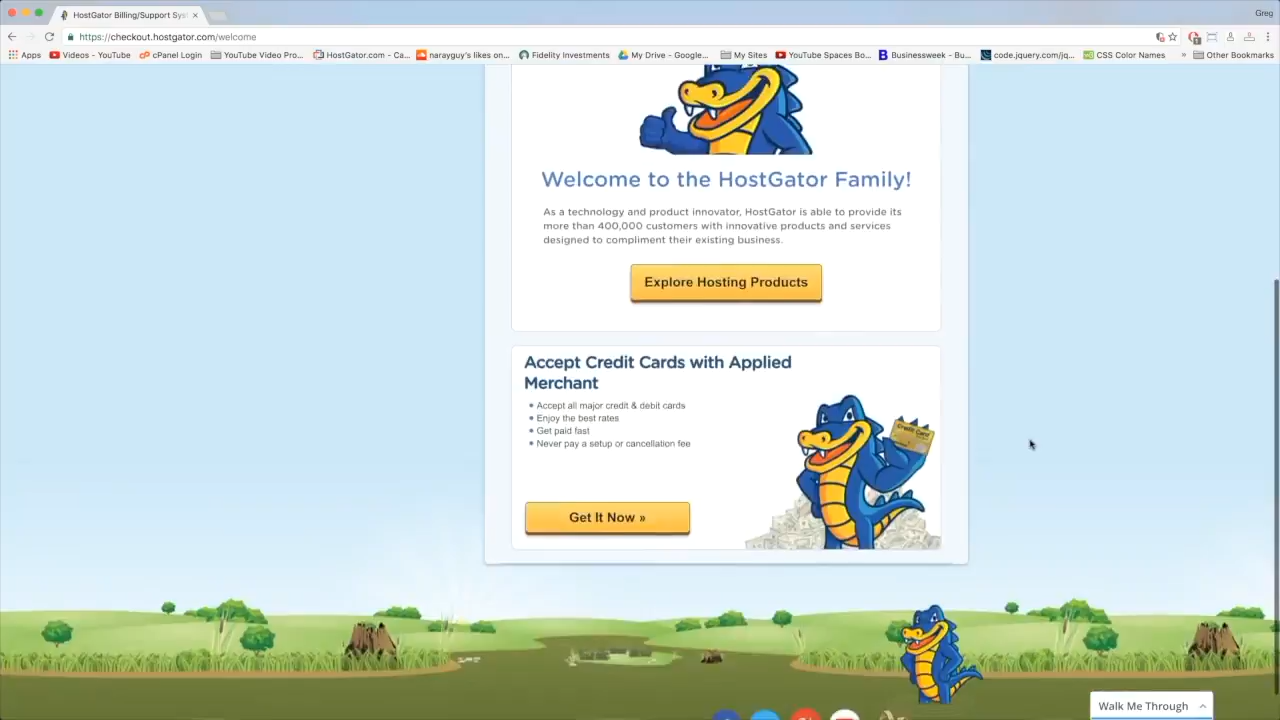 HostGator Billing/Support Sys
Greg
https://checkout.hostgator.com/welcome
Apps
Videos - YouTube
cPanel Login
YouTube Video Pro...
HostGator.com - Ca...
narayguy's likes on...
Fidelity Investments
My Drive - Google...
My Sites
YouTube Spaces Bo...
Businessweek - Bu...
code.jquery.com/jq...
CSS Color Names
»
Other Bookmarks
Welcome to the HostGator Family!
As a technology and product innovator, HostGator is able to provide its
more than 400,000 customers with innovative products and services
designed to compliment their existing business.
Explore Hosting Products
Accept Credit Cards with Applied
Merchant
Accept all major credit & debit cards
Enjoy the best rates
Get paid fast
Never pay a setup or cancellation fee
Credit Card
Get It Now »
Walk Me Through